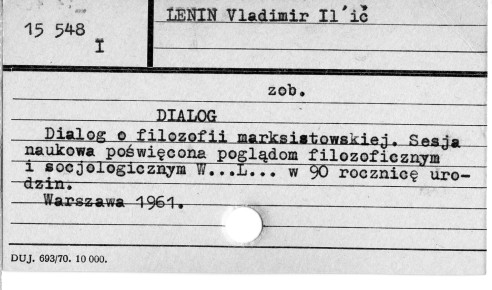 15 548
I
LENIN Vladimir Il´ič
zob.
DIALOG
Dialog o filozofii marksistowskiej. Sesja
naukowa poświęcona poglądom filozoficznym
i socjologicznym W...L... w 90 rocznicę uro-
dzin.
Warszawa 1961.
DUJ. 693/70. 10 000.